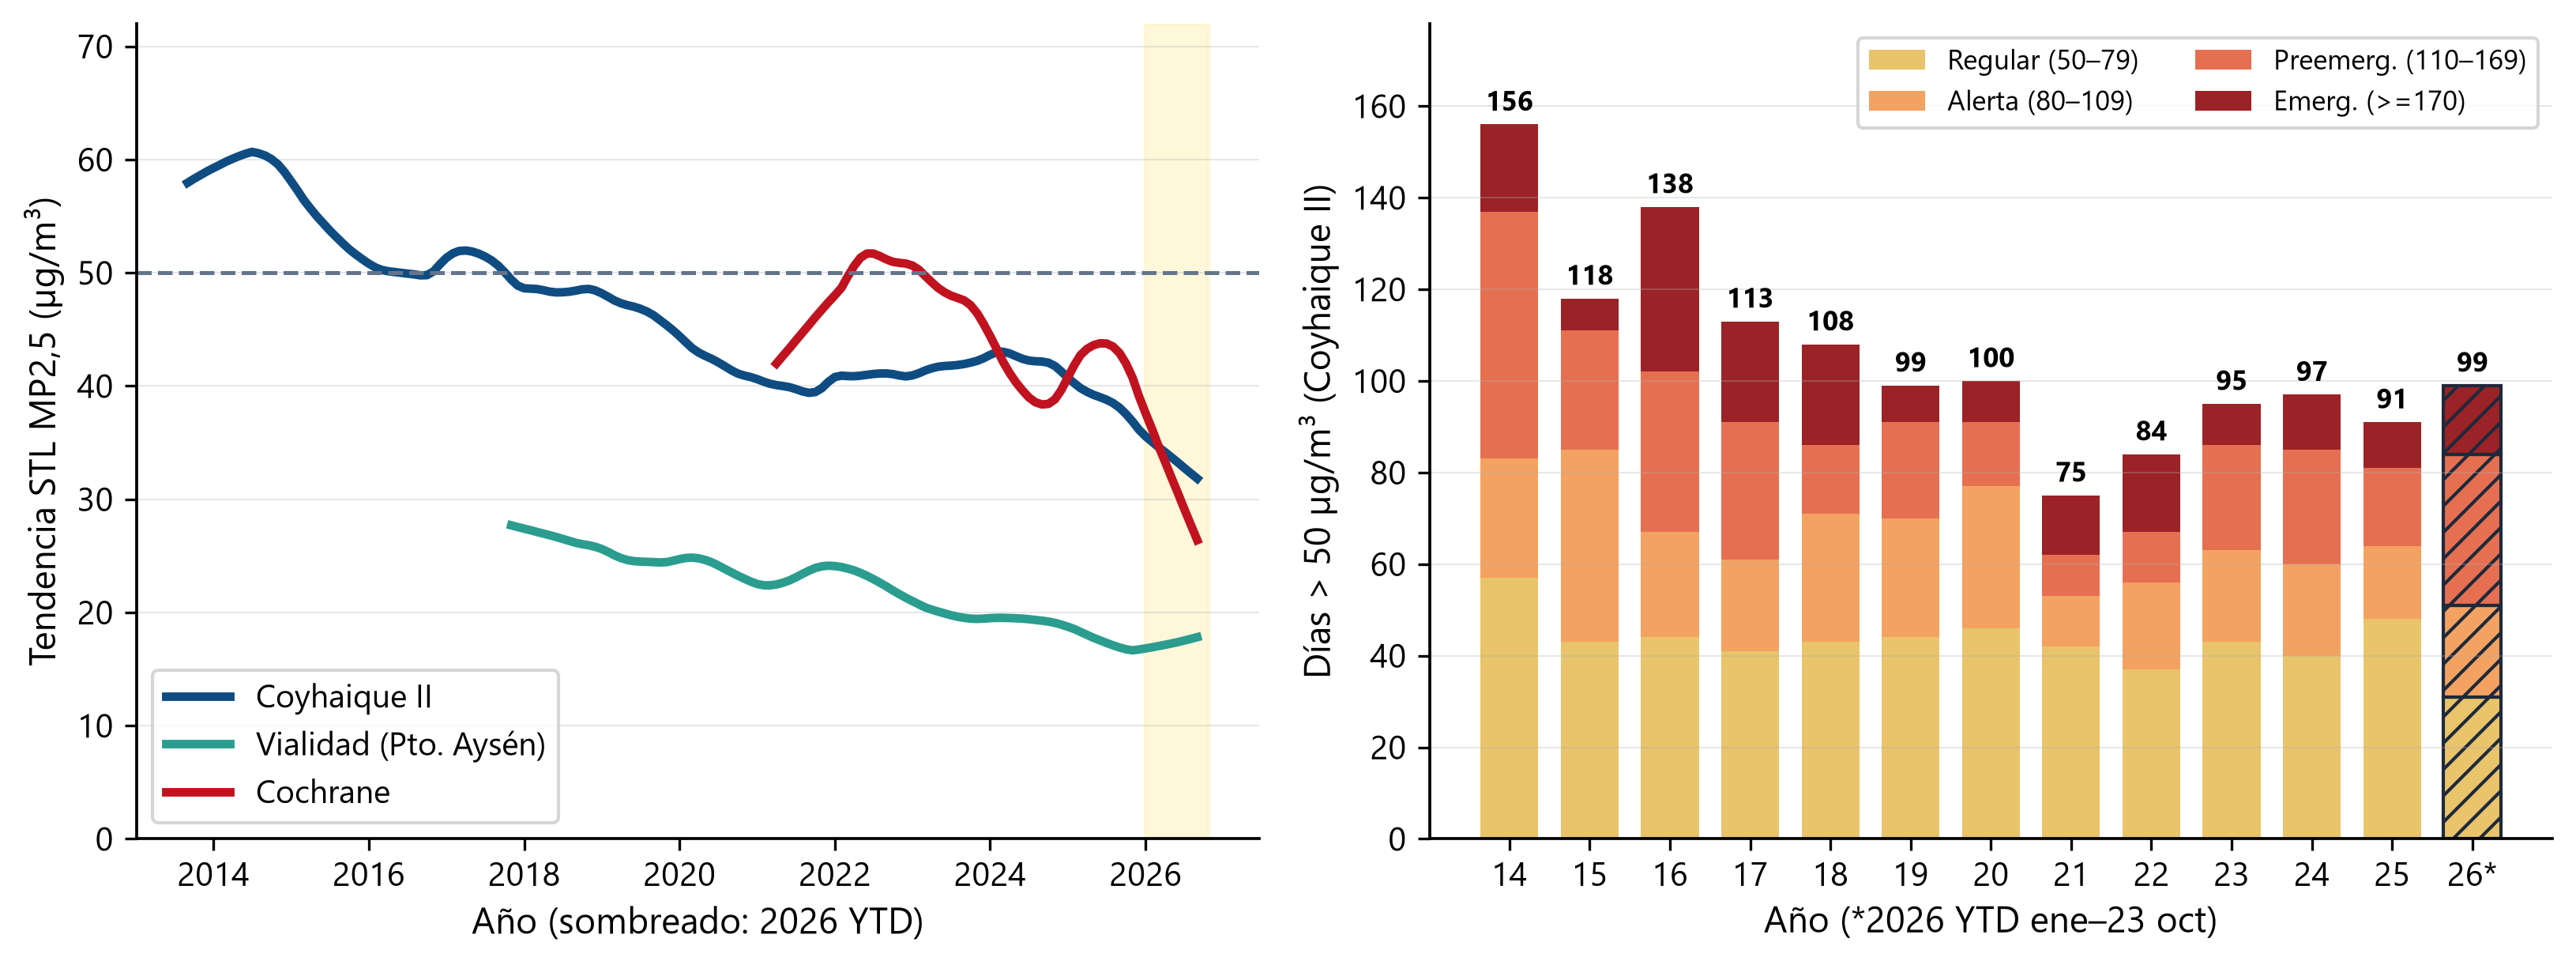 Tendencia STL MP2,5 (µg/m³)
70
60
50
40
30
20
10
0
Coyhaique II
Vialidad (Pto. Aysén)
Cochrane
2014 2016 2018 2020 2022 2024 2026
Año (sombreado: 2026 YTD)
Días > 50 µg/m³ (Coyhaique II)
160
140
120
100
80
60
40
20
0
Regular (50–79) Preemerg. (110–169)
Alerta (80–109) Emerg. (>=170)
156 118 138 113 108 99 100 75 84 95 97 91 99
14 15 16 17 18 19 20 21 22 23 24 25 26*
Año (*2026 YTD ene–23 oct)